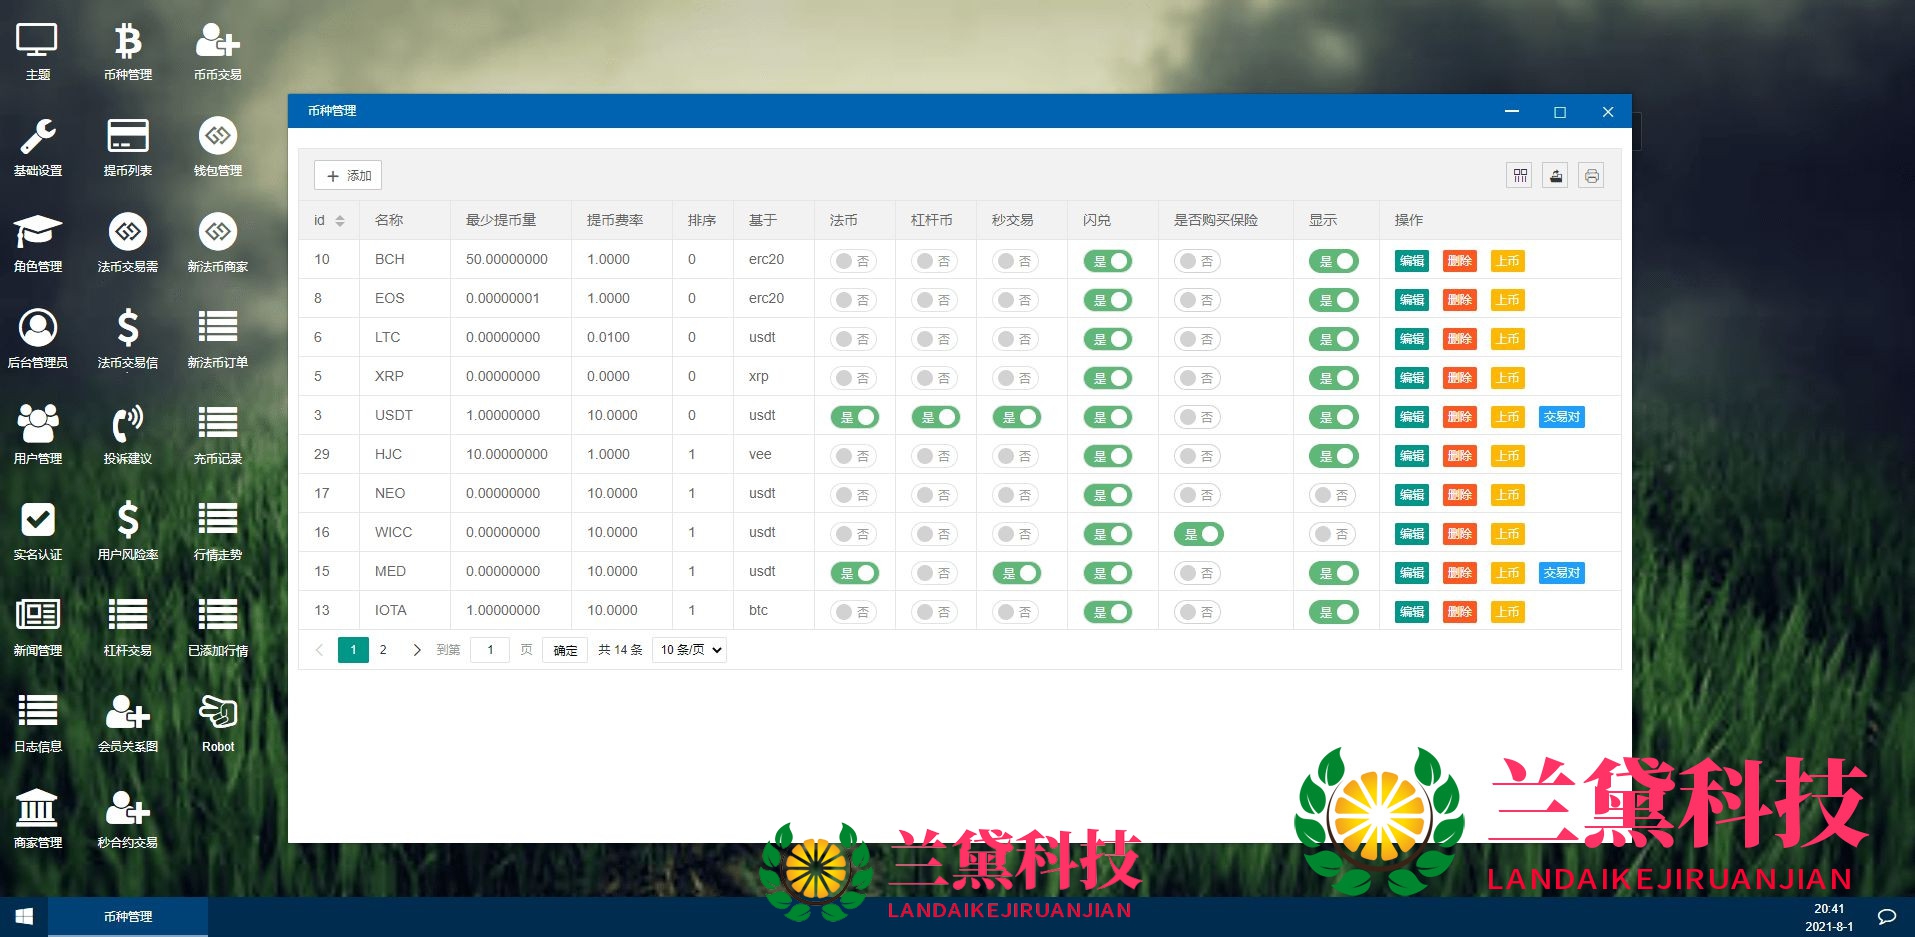 主题 币种管理 币币交易
基础设置 提币列表 钱包管理
角色管理 法币交易需 新法币商家
后台管理员 法币交易信 新法币订单
用户管理 投诉建议 充币记录
实名认证 用户风险率 行情走势
新闻管理 杠杆交易 已添加行情
日志信息 会员关系图 Robot
商家管理 秒合约交易
币种管理
添加
id 名称 最少提币量 提币费率 排序 基于 法币 杠杆币 秒交易 闪兑 是否购买保险 显示 操作
10 BCH 50.00000000 1.0000 0 erc20 否 否 否 是 否 是 编辑 删除 上币
8 EOS 0.00000001 1.0000 0 erc20 否 否 否 是 否 是 编辑 删除 上币
6 LTC 0.00000000 0.0100 0 usdt 否 否 否 是 否 是 编辑 删除 上币
5 XRP 0.00000000 0.0000 0 xrp 否 否 否 是 否 是 编辑 删除 上币
3 USDT 1.00000000 10.0000 0 usdt 是 是 是 是 否 是 编辑 删除 上币 交易对
29 HJC 10.00000000 1.0000 1 vee 否 否 否 是 否 是 编辑 删除 上币
17 NEO 0.00000000 10.0000 1 usdt 否 否 否 是 否 否 编辑 删除 上币
16 WICC 0.00000000 10.0000 1 usdt 否 否 否 是 是 否 编辑 删除 上币
15 MED 0.00000000 10.0000 1 usdt 是 否 是 是 否 是 编辑 删除 上币 交易对
13 IOTA 1.00000000 10.0000 1 btc 否 否 否 是 否 是 编辑 删除 上币
1 2 到第 1 页 确定 共 14 条 10 条/页
兰黛科技
LANDAIKEJIRUANJIAN
兰黛科技
LANDAIKEJIRUANJIAN
币种管理
20:41
2021-8-1